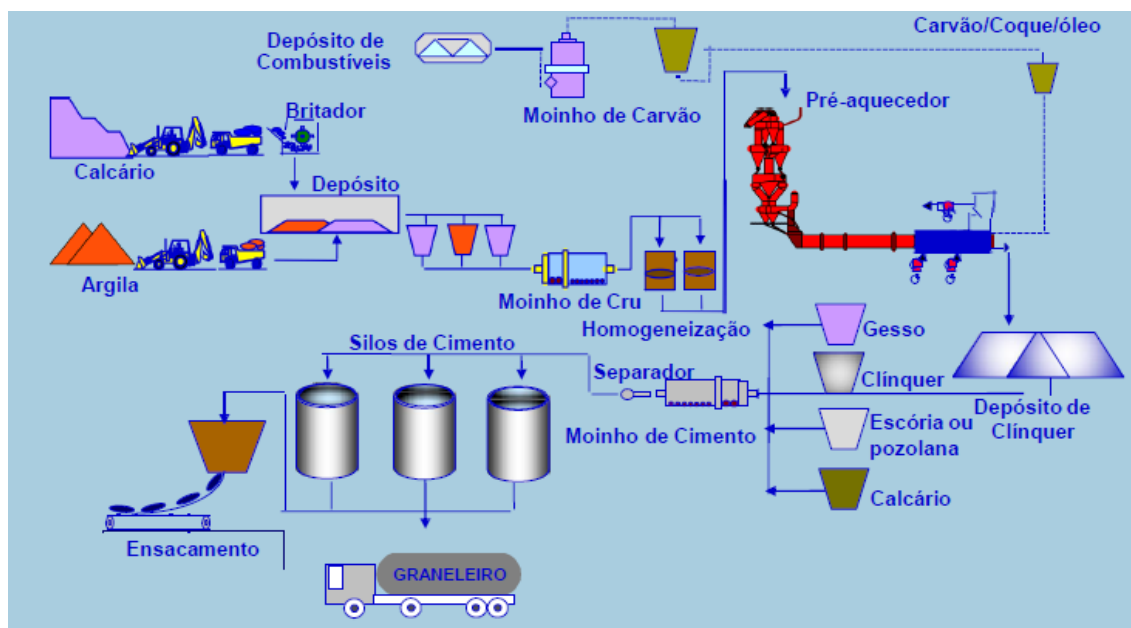 Carvão/Coque/óleo
Depósito de
Combustíveis
Moinho de Carvão
Pré-aquecedor
Britador
Calcário
Depósito
Argila
Moinho de Cru
Homogeneização
Gesso
Silos de Cimento
Separador
Clínquer
Depósito de
Clínquer
Moinho de Cimento
Escória ou
pozolana
Calcário
Ensacamento
GRANELEIRO